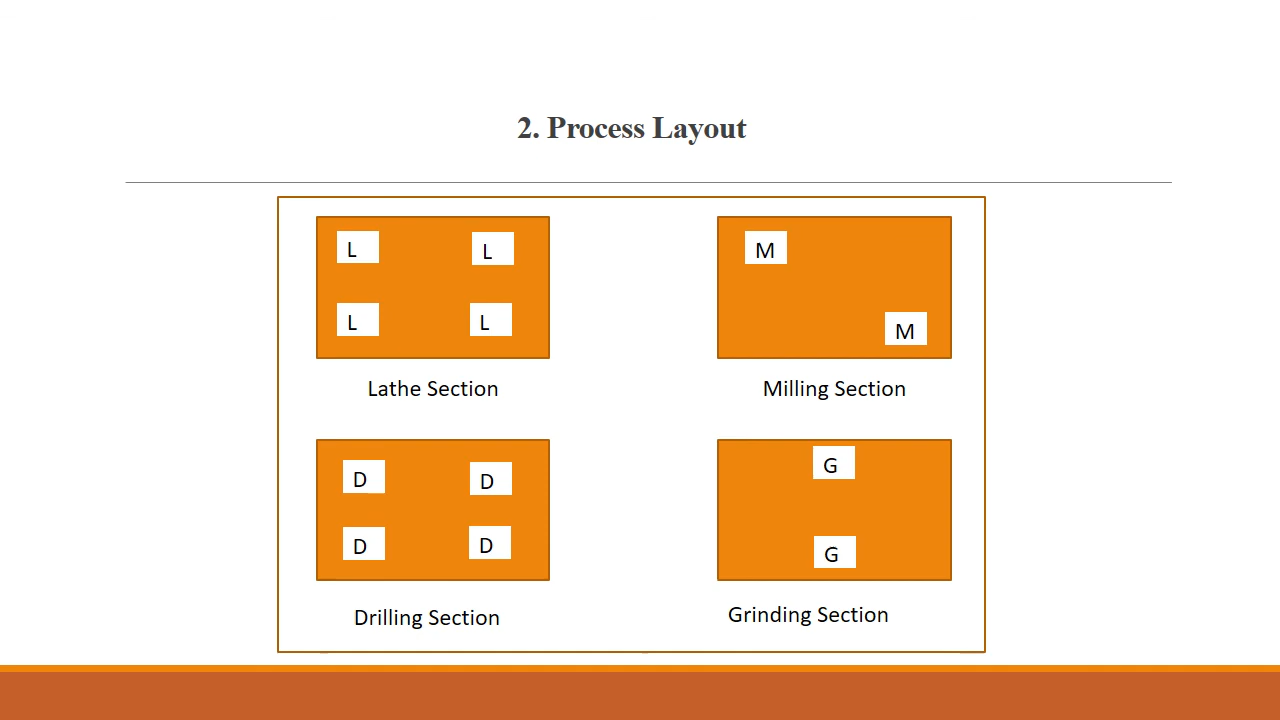 2. Process Layout
L L
L L
Lathe Section
M
M
Milling Section
D D
D D
Drilling Section
G
G
Grinding Section